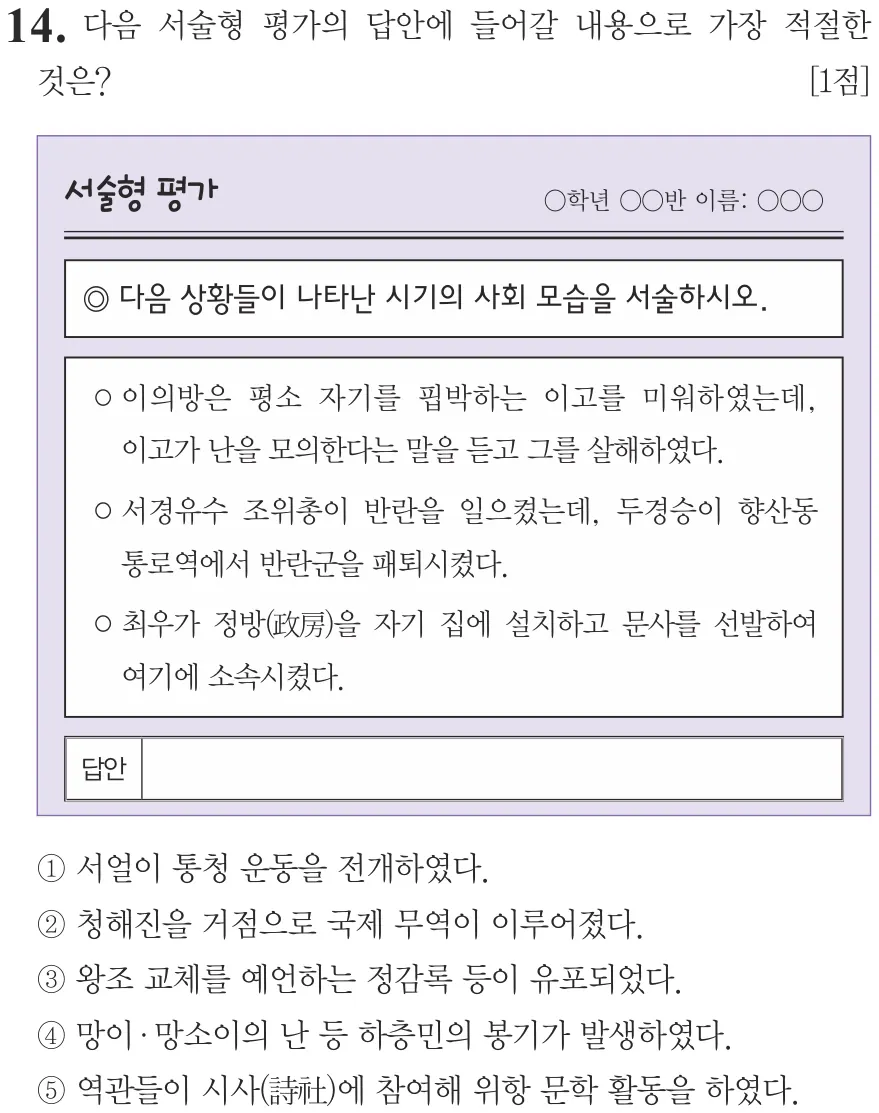 14. 다음 서술형 평가의 답안에 들어갈 내용으로 가장 적절한
것은? [1점]
서술형 평가 ○학년 ○○반 이름: ○○○
◎ 다음 상황들이 나타난 시기의 사회 모습을 서술하시오.
○ 이의방은 평소 자기를 핍박하는 이고를 미워하였는데,
이고가 난을 모의한다는 말을 듣고 그를 살해하였다.
○ 서경유수 조위총이 반란을 일으켰는데, 두경승이 향산동
통로역에서 반란군을 패퇴시켰다.
○ 최우가 정방(政房)을 자기 집에 설치하고 문사를 선발하여
여기에 소속시켰다.
답안
① 서얼이 통청 운동을 전개하였다.
② 청해진을 거점으로 국제 무역이 이루어졌다.
③ 왕조 교체를 예언하는 정감록 등이 유포되었다.
④ 망이·망소이의 난 등 하층민의 봉기가 발생하였다.
⑤ 역관들이 시사(詩社)에 참여해 위항 문학 활동을 하였다.